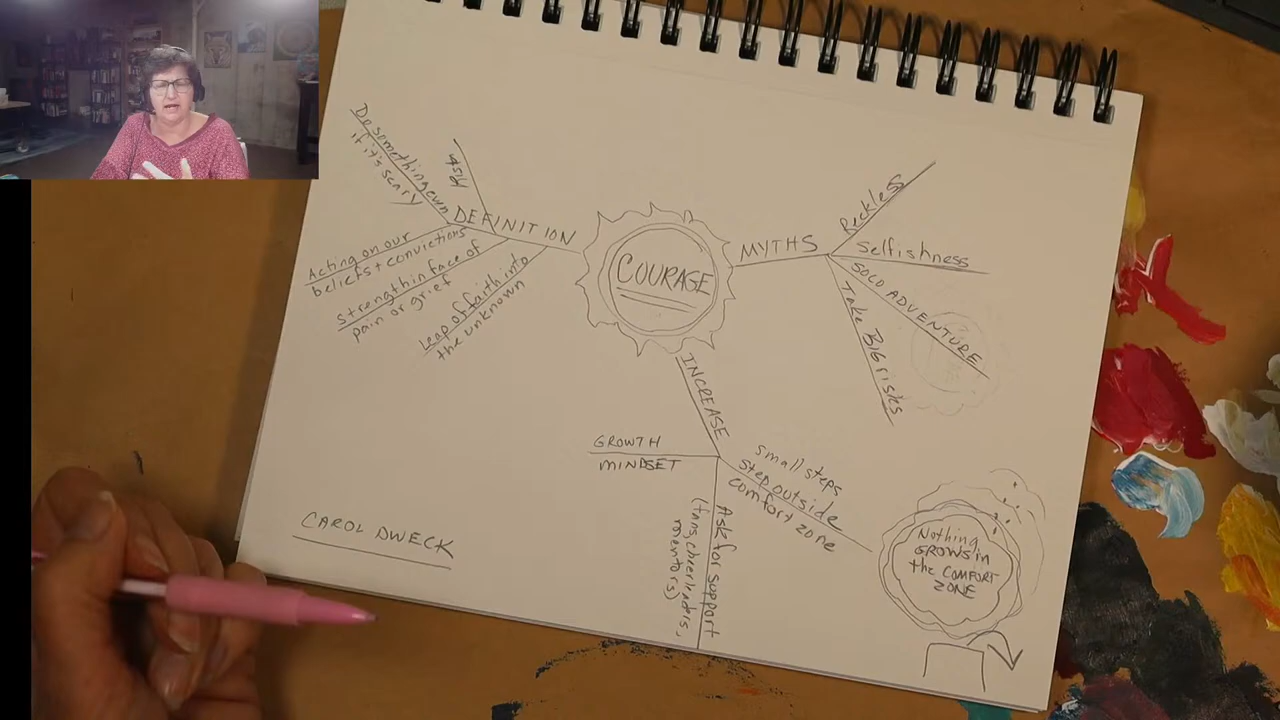 COURAGE
DEFINITION
Risk
Do something even
if it's scary
Acting on our
beliefs + convictions
Strength in face of
pain or grief
Leap of faith into
the unknown
MYTHS
Reckless
Selfishness
SOLO ADVENTURE
Take BIG risks
INCREASE
GROWTH
MINDSET
Ask for support
cheerleaders,
mentors)
small steps
step outside
comfort zone
Nothing
GROWS in
the COMFORT
ZONE
CAROL DWECK